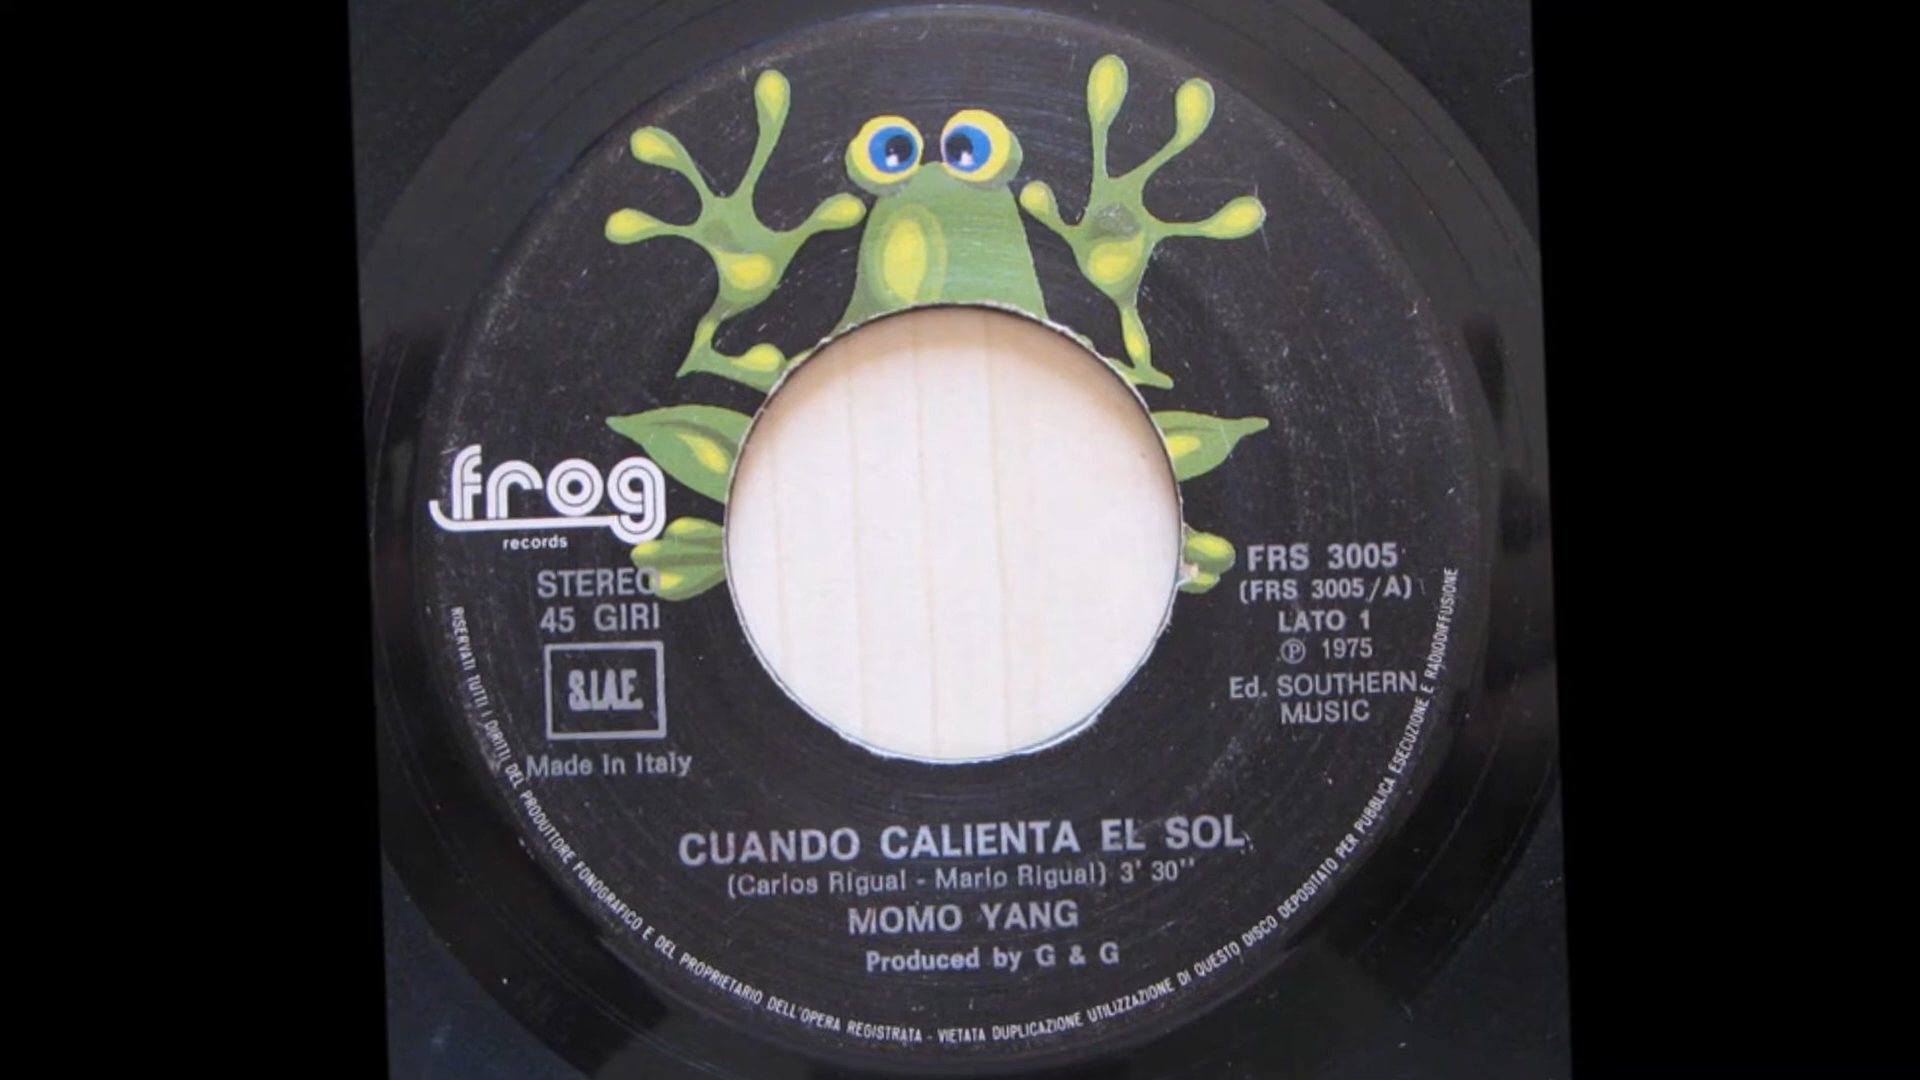 frog
records
STEREO
45 GIRI
S.I.A.E.
Made in Italy
FRS 3005
(FRS 3005/A)
LATO 1
Ⓟ 1975
Ed. SOUTHERN
MUSIC
CUANDO CALIENTA EL SOL
(Carlos Rigual - Mario Rigual) 3' 30''
MOMO YANG
Produced by G & G
RISERVATI TUTTI I DIRITTI DEL PRODUTTORE FONOGRAFICO E DEL PROPRIETARIO DELL'OPERA REGISTRATA - VIETATA DUPLICAZIONE UTILIZZAZIONE DI QUESTO DISCO DEPOSITATO PER PUBBLICA ESECUZIONE E RADIODIFFUSIONE